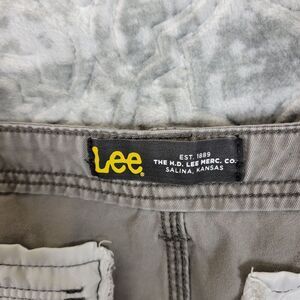 Lee®
EST. 1889
THE H.D. LEE MERC. CO.
SALINA, KANSAS